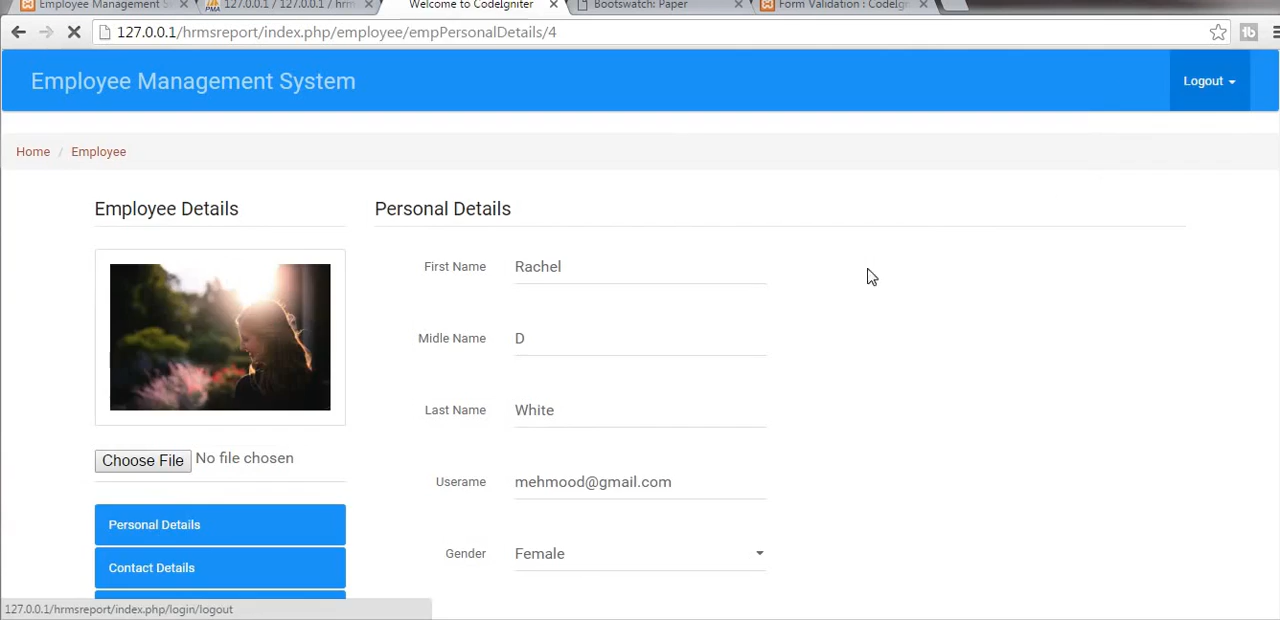 Employee Management S
127.0.0.1 / 127.0.0.1 / hrm
Welcome to CodeIgniter
Bootswatch: Paper
Form Validation : CodeIgn
127.0.0.1/hrmsreport/index.php/employee/empPersonalDetails/4
Employee Management System
Logout
Home / Employee
Employee Details
Personal Details
First Name
Rachel
Midle Name
D
Last Name
White
Choose File No file chosen
Userame
mehmood@gmail.com
Personal Details
Gender
Female
Contact Details
127.0.0.1/hrmsreport/index.php/login/logout